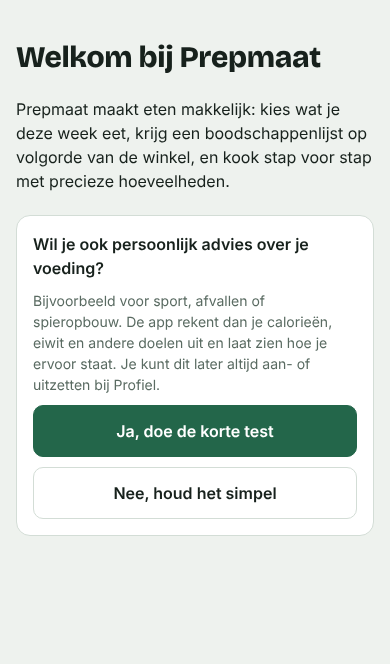 Welkom bij Prepmaat
Prepmaat maakt eten makkelijk: kies wat je
deze week eet, krijg een boodschappenlijst op
volgorde van de winkel, en kook stap voor stap
met precieze hoeveelheden.
Wil je ook persoonlijk advies over je
voeding?
Bijvoorbeeld voor sport, afvallen of
spieropbouw. De app rekent dan je calorieën,
eiwit en andere doelen uit en laat zien hoe je
ervoor staat. Je kunt dit later altijd aan- of
uitzetten bij Profiel.
Ja, doe de korte test
Nee, houd het simpel